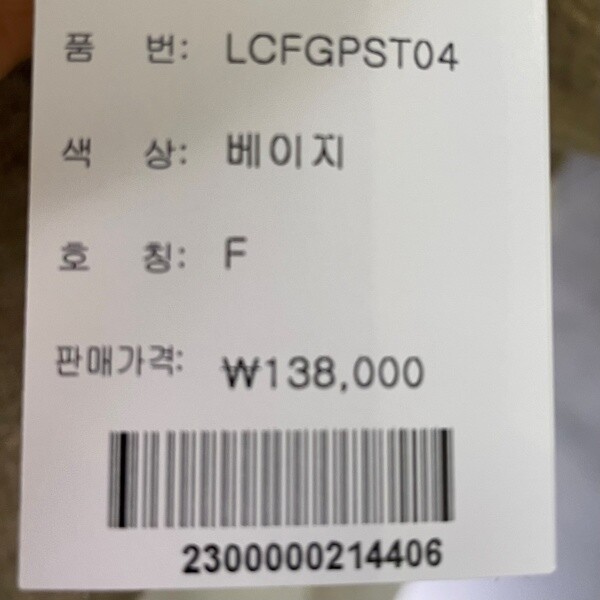 품 번: LCFGPST04
색 상: 베이지
호 칭: F
판매가격: ₩138,000
2300000214406